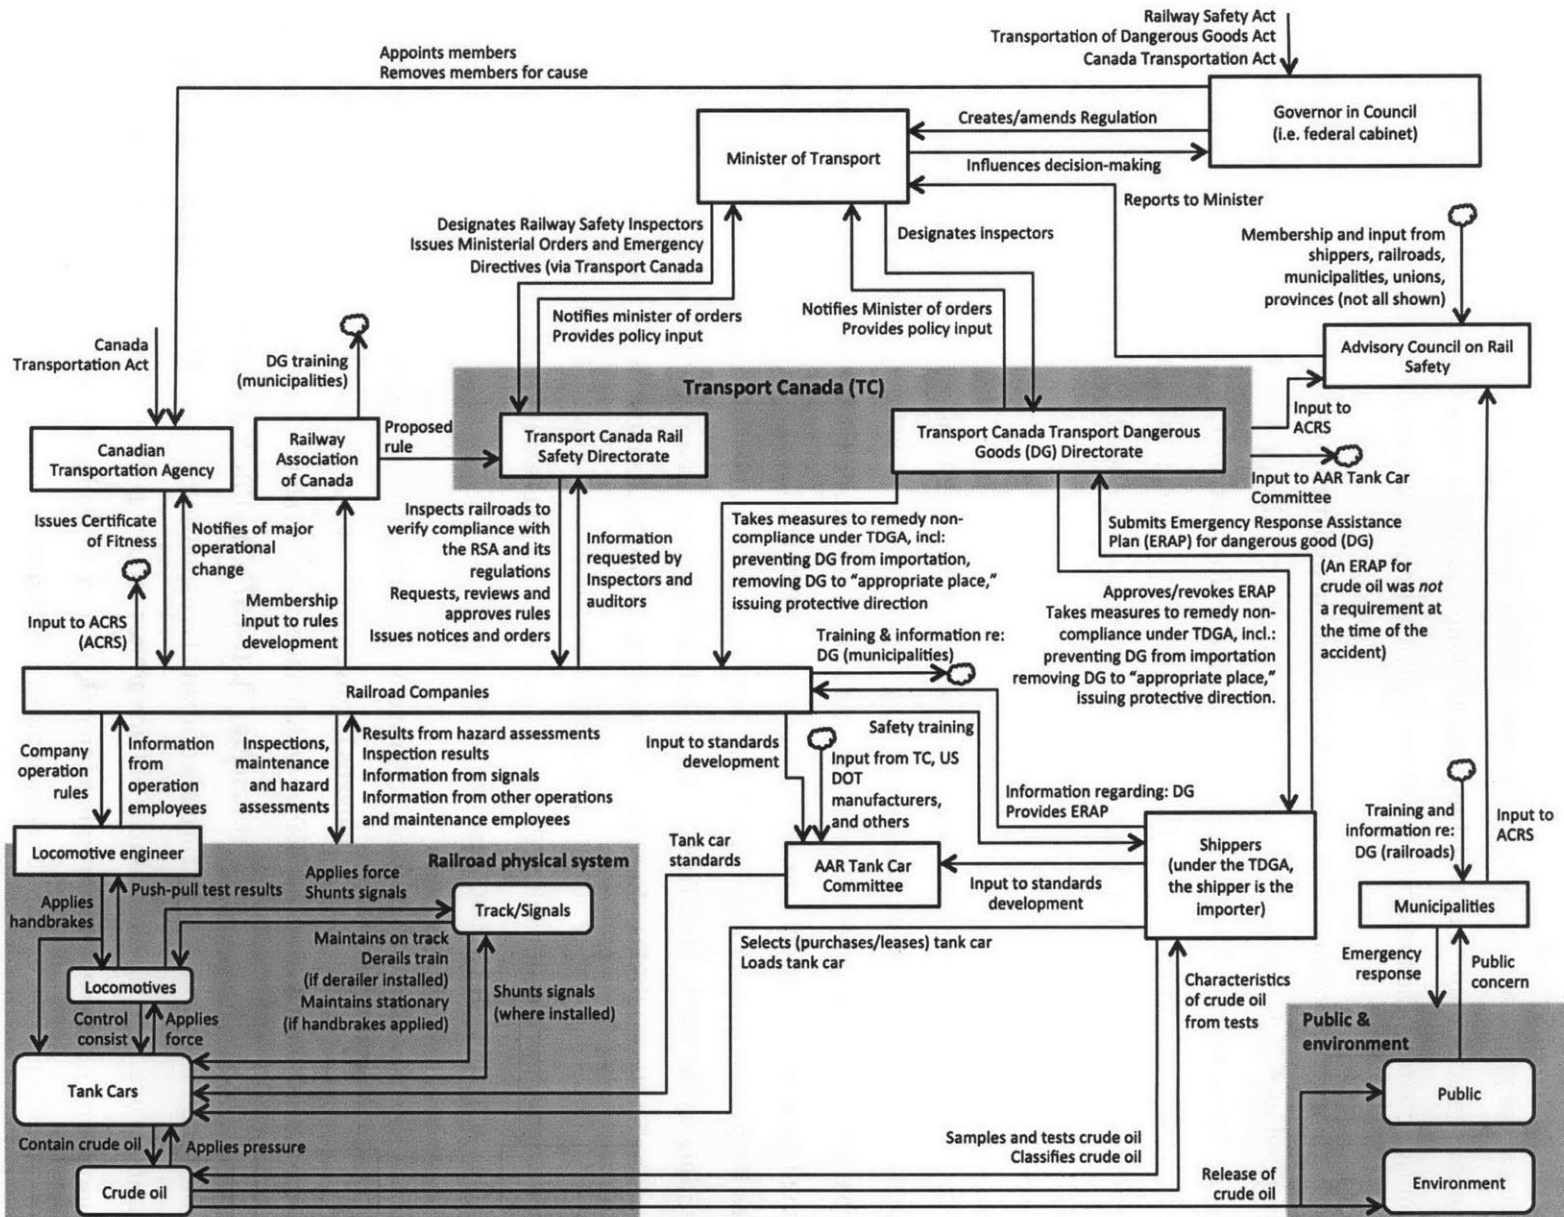 Railway Safety Act
Transportation of Dangerous Goods Act
Canada Transportation Act
Appoints members
Removes members for cause
Governor in Council
(i.e. federal cabinet)
Creates/amends Regulation
Minister of Transport
Influences decision-making
Reports to Minister
Designates Railway Safety Inspectors
Issues Ministerial Orders and Emergency
Directives (via Transport Canada
Designates inspectors
Membership and input from
shippers, railroads,
municipalities, unions,
provinces (not all shown)
Notifies minister of orders
Provides policy input
Notifies Minister of orders
Provides policy input
Canada
Transportation Act
DG training
(municipalities)
Advisory Council on Rail
Safety
Transport Canada (TC)
Input to
ACRS
Canadian
Transportation Agency
Railway
Association
of Canada
Proposed
rule
Transport Canada Rail
Safety Directorate
Transport Canada Transport Dangerous
Goods (DG) Directorate
Input to AAR Tank Car
Committee
Issues Certificate
of Fitness
Notifies of major
operational
change
Inspects railroads to
verify compliance with
the RSA and its
regulations
Requests, reviews and
approves rules
Issues notices and orders
Information
requested by
Inspectors and
auditors
Takes measures to remedy non-
compliance under TDGA, incl:
preventing DG from importation,
removing DG to “appropriate place,”
issuing protective direction
Submits Emergency Response Assistance
Plan (ERAP) for dangerous good (DG)
(An ERAP for
crude oil was not
a requirement at
the time of the
accident)
Approves/revokes ERAP
Takes measures to remedy non-
compliance under TDGA, incl.:
preventing DG from importation
removing DG to “appropriate place,”
issuing protective direction.
Input to ACRS
(ACRS)
Membership
input to rules
development
Training & information re:
DG (municipalities)
Railroad Companies
Company
operation
rules
Information
from
operation
employees
Inspections,
maintenance
and hazard
assessments
Results from hazard assessments
Inspection results
Information from signals
Information from other operations
and maintenance employees
Input to standards
development
Safety training
Input from TC, US
DOT
manufacturers,
and others
Information regarding: DG
Provides ERAP
Training and
information re:
DG (railroads)
Input to
ACRS
Locomotive engineer
Railroad physical system
Tank car
standards
AAR Tank Car
Committee
Shippers
(under the TDGA,
the shipper is the
importer)
Applies
handbrakes
Push-pull test results
Applies force
Shunts signals
Track/Signals
Input to standards
development
Municipalities
Maintains on track
Derails train
(if derailer installed)
Maintains stationary
(if handbrakes applied)
Shunts signals
(where installed)
Selects (purchases/leases) tank car
Loads tank car
Characteristics
of crude oil
from tests
Emergency
response
Public
concern
Locomotives
Control
consist
Applies
force
Public &
environment
Tank Cars
Public
Contain crude oil
Applies pressure
Samples and tests crude oil
Classifies crude oil
Crude oil
Release of
crude oil
Environment